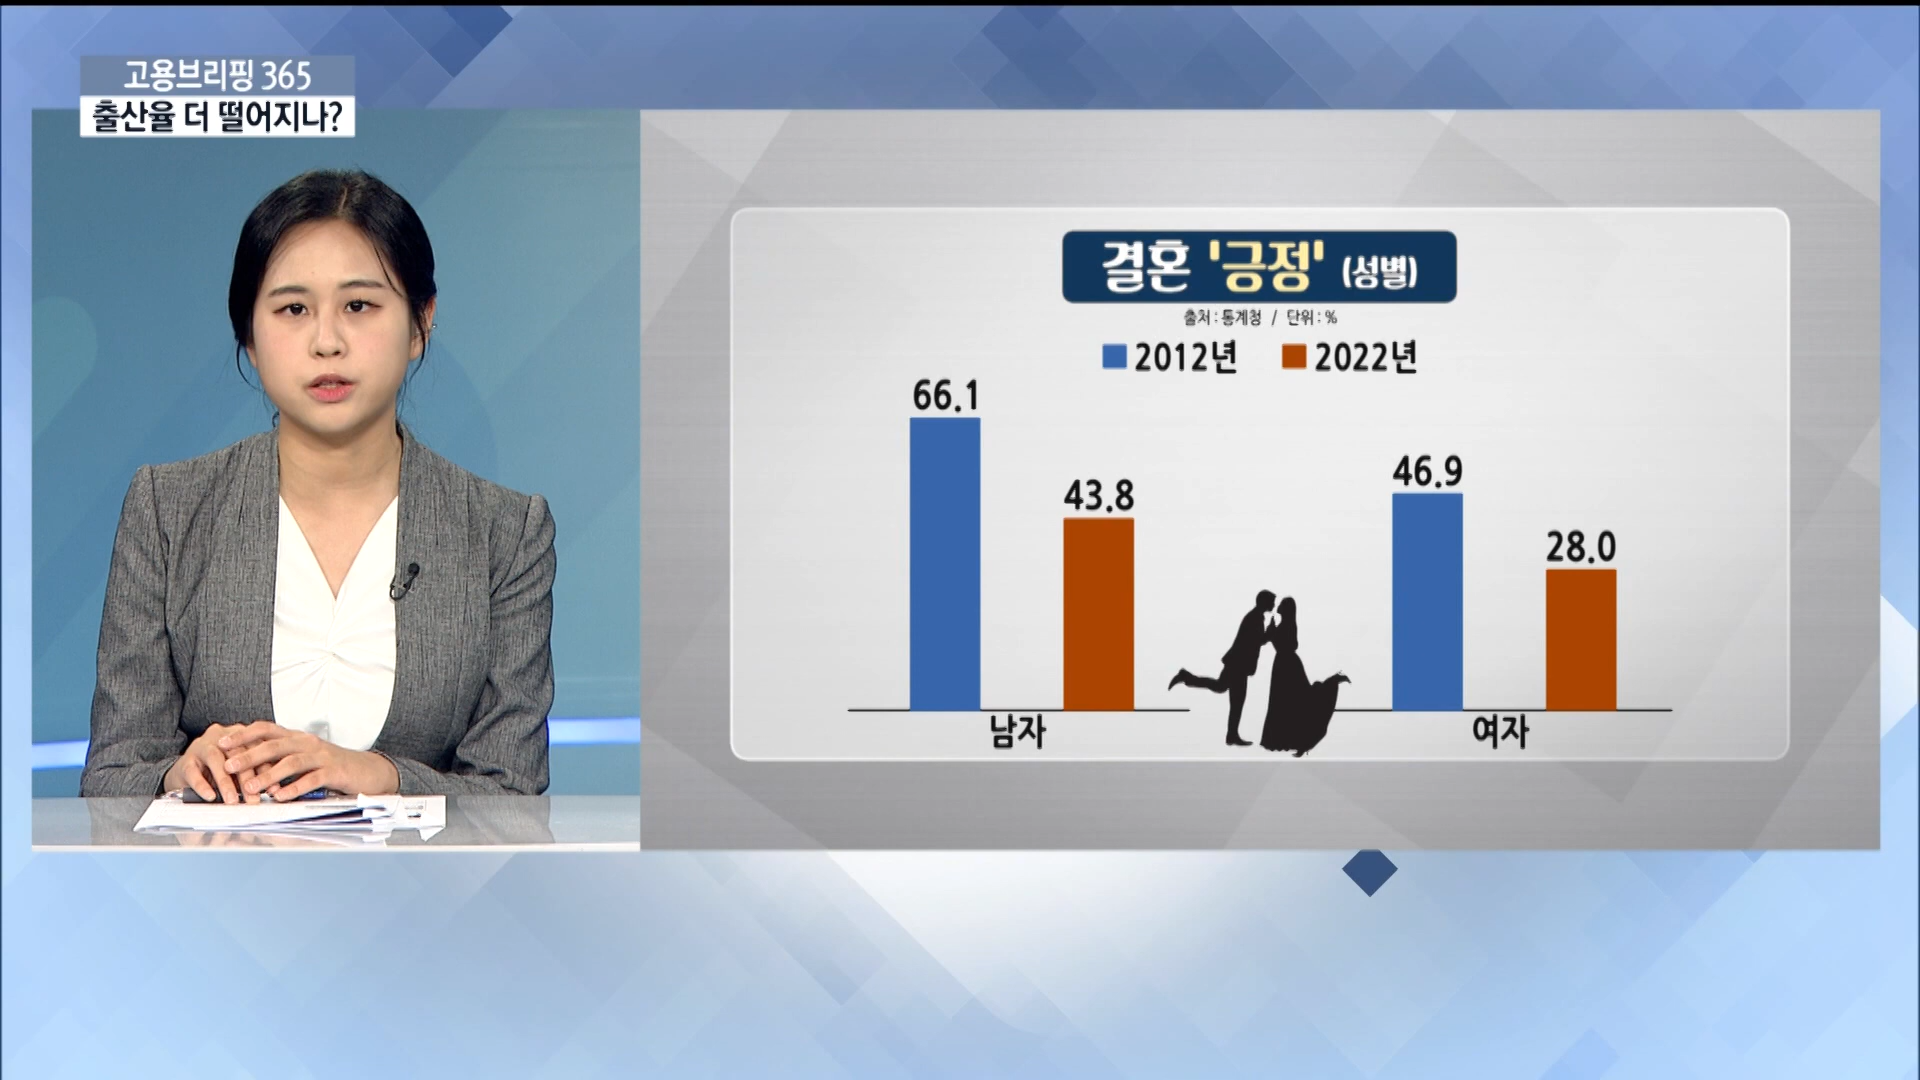 고용브리핑 365
출산율 더 떨어지나?
결혼 '긍정' (성별)
출처 : 통계청 / 단위 : %
2012년 2022년
66.1
43.8
46.9
28.0
남자
여자